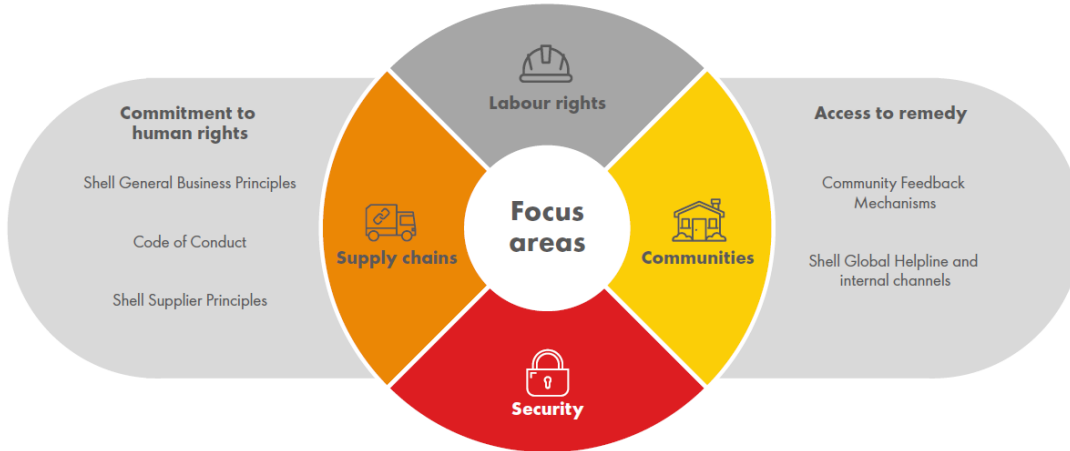 Commitment to
human rights
Shell General Business Principles
Code of Conduct
Shell Supplier Principles
Labour rights
Supply chains
Focus
areas
Communities
Security
Access to remedy
Community Feedback
Mechanisms
Shell Global Helpline and
internal channels